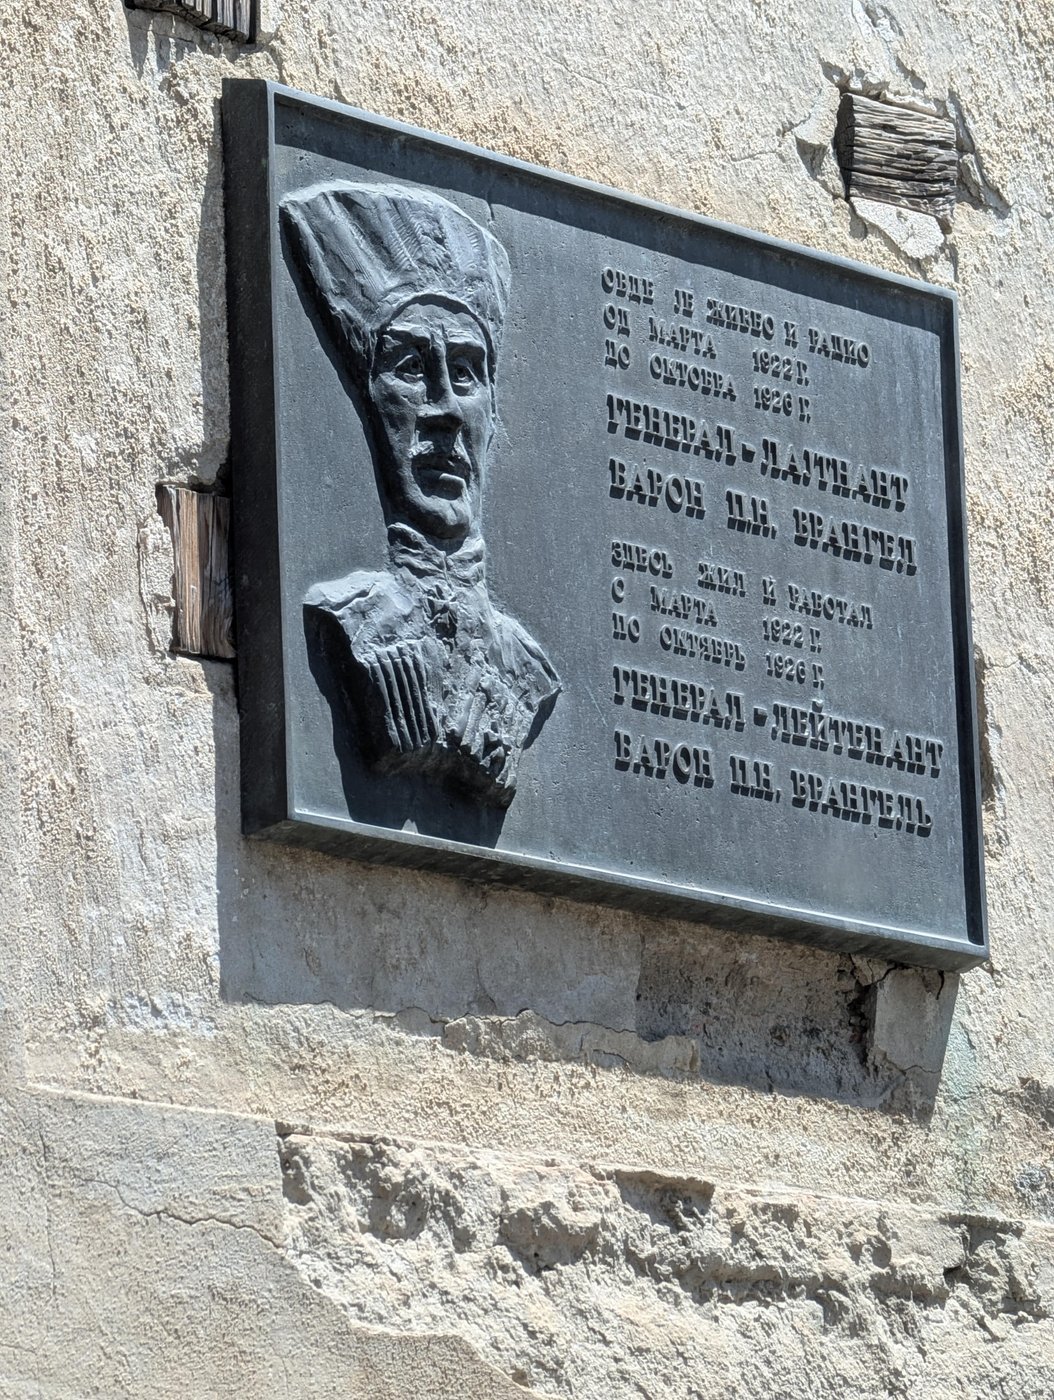 ОВДЕ ЈЕ ЖИВЕО И РАДИО
ОД МАРТА 1922 Г.
ДО ОКТОБРА 1926 Г.
ГЕНЕРАЛ-ЛАЈТНАНТ
БАРОН П.Н. ВРАНГЕЛ
ЗДЕСЬ ЖИЛ И РАБОТАЛ
С МАРТА 1922 Г.
ПО ОКТЯБРЬ 1926 Г.
ГЕНЕРАЛ-ЛЕЙТЕНАНТ
БАРОН П.Н. ВРАНГЕЛЬ